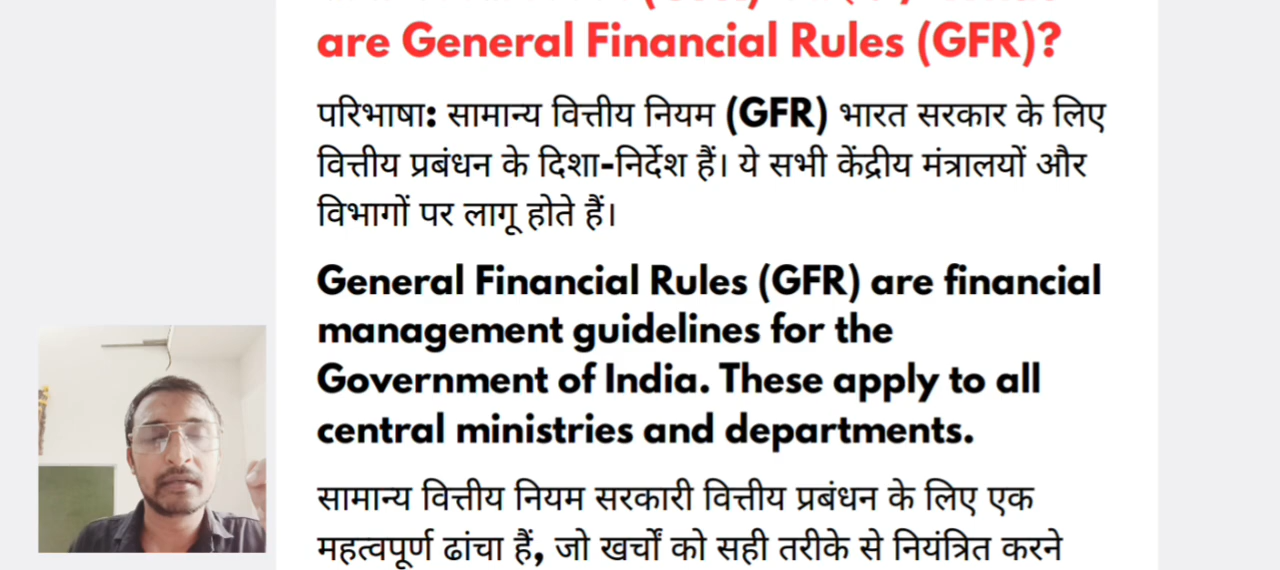 are General Financial Rules (GFR)?
परिभाषा: सामान्य वित्तीय नियम (GFR) भारत सरकार के लिए
वित्तीय प्रबंधन के दिशा-निर्देश हैं। ये सभी केंद्रीय मंत्रालयों और
विभागों पर लागू होते हैं।
General Financial Rules (GFR) are financial
management guidelines for the
Government of India. These apply to all
central ministries and departments.
सामान्य वित्तीय नियम सरकारी वित्तीय प्रबंधन के लिए एक
महत्वपूर्ण ढांचा हैं, जो खर्चों को सही तरीके से नियंत्रित करने